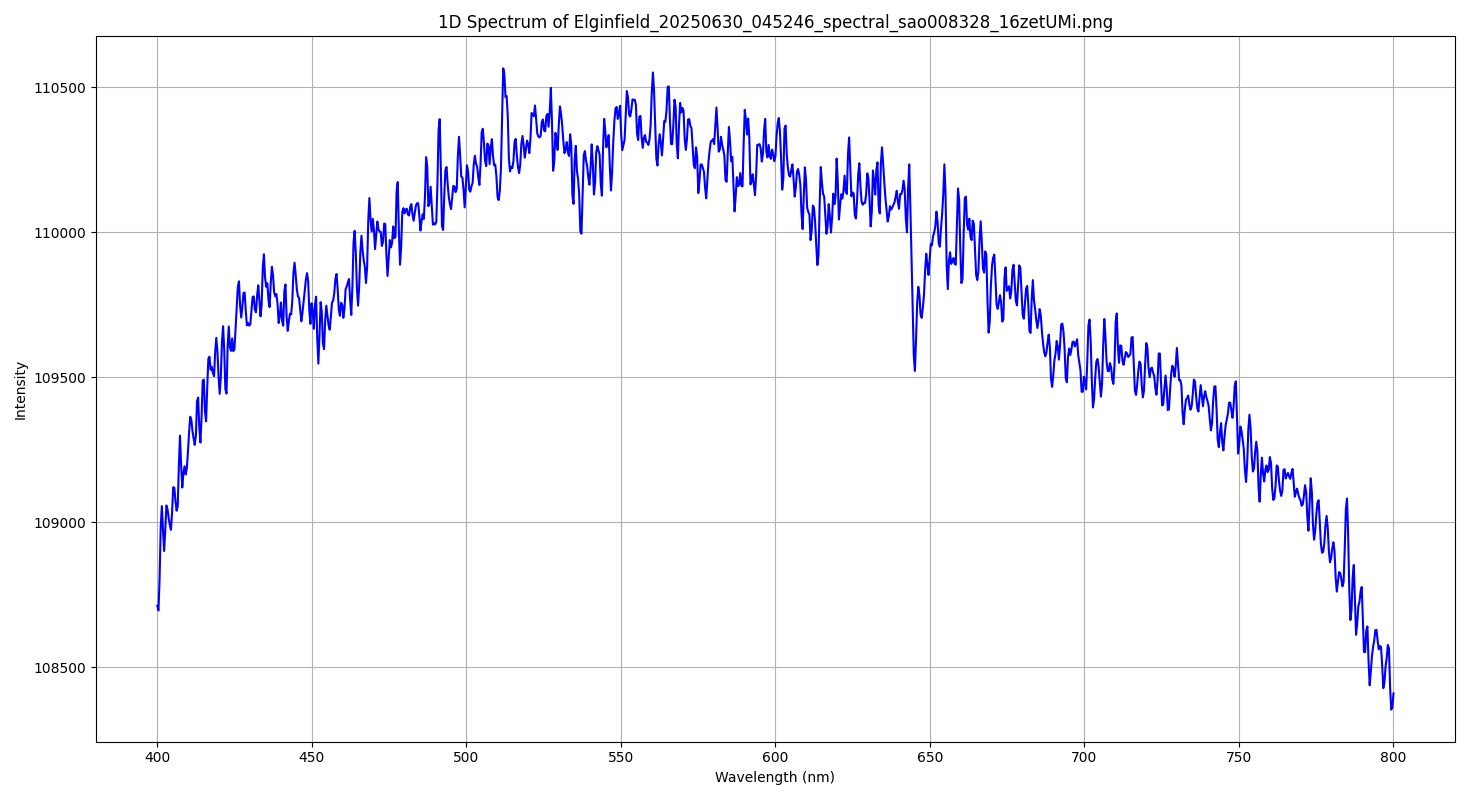 1D Spectrum of Elginfield_20250630_045246_spectral_sao008328_16zetUMi.png
110500
110000
109500
109000
108500
Intensity
400 450 500 550 600 650 700 750 800
Wavelength (nm)